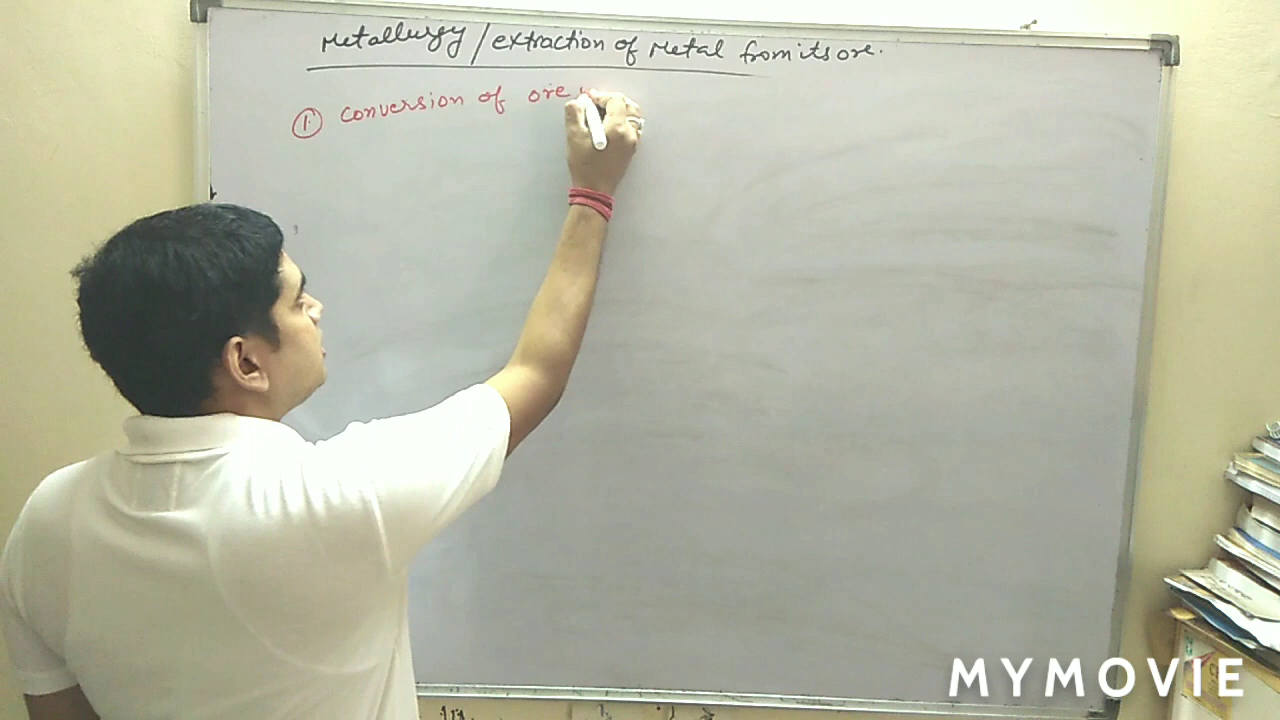 Metallurgy / extraction of Metal from its ore.
① conversion of ore
MYMOVIE